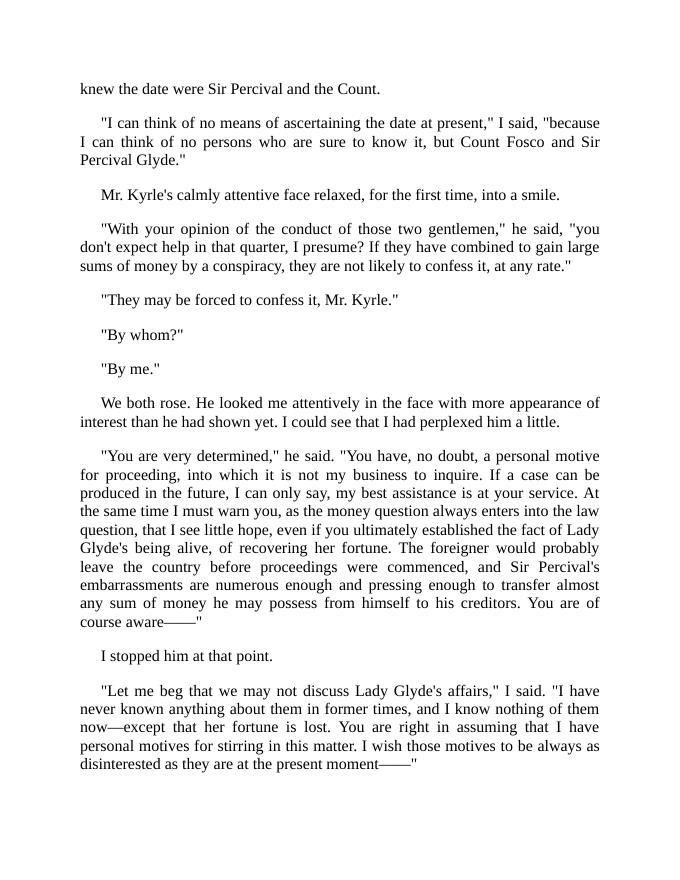 knew the date were Sir Percival and the Count.
"I can think of no means of ascertaining the date at present," I said, "because
I can think of no persons who are sure to know it, but Count Fosco and Sir
Percival Glyde."
Mr. Kyrle's calmly attentive face relaxed, for the first time, into a smile.
"With your opinion of the conduct of those two gentlemen," he said, "you
don't expect help in that quarter, I presume? If they have combined to gain large
sums of money by a conspiracy, they are not likely to confess it, at any rate."
"They may be forced to confess it, Mr. Kyrle."
"By whom?"
"By me."
We both rose. He looked me attentively in the face with more appearance of
interest than he had shown yet. I could see that I had perplexed him a little.
"You are very determined," he said. "You have, no doubt, a personal motive
for proceeding, into which it is not my business to inquire. If a case can be
produced in the future, I can only say, my best assistance is at your service. At
the same time I must warn you, as the money question always enters into the law
question, that I see little hope, even if you ultimately established the fact of Lady
Glyde's being alive, of recovering her fortune. The foreigner would probably
leave the country before proceedings were commenced, and Sir Percival's
embarrassments are numerous enough and pressing enough to transfer almost
any sum of money he may possess from himself to his creditors. You are of
course aware——"
I stopped him at that point.
"Let me beg that we may not discuss Lady Glyde's affairs," I said. "I have
never known anything about them in former times, and I know nothing of them
now—except that her fortune is lost. You are right in assuming that I have
personal motives for stirring in this matter. I wish those motives to be always as
disinterested as they are at the present moment——"